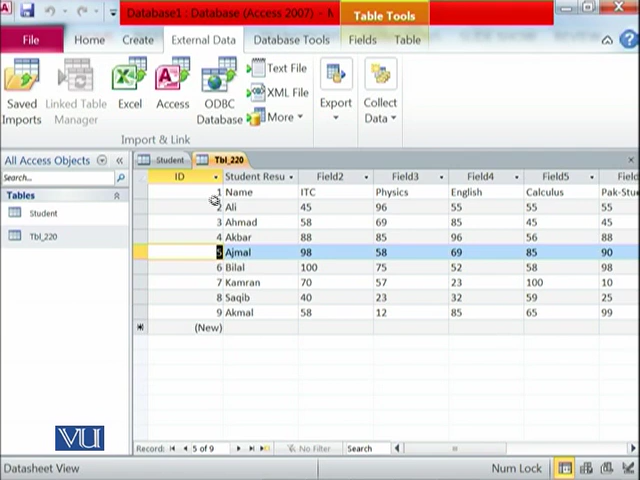 Database1 : Database (Access 2007) - M
Table Tools
File Home Create External Data Database Tools Fields Table
Saved Imports
Linked Table Manager
Excel
Access
ODBC Database
Text File
XML File
More
Export
Collect Data
Import & Link
All Access Objects
Search...
Tables
Student
Tbl_220
Student Tbl_220
ID Student Resu Field2 Field3 Field4 Field5 Field
1 Name ITC Physics English Calculus Pak-Stu
2 Ali 45 96 55 55 55
3 Ahmad 58 69 85 45 45
4 Akbar 88 85 96 56 88
5 Ajmal 98 58 69 85 90
6 Bilal 100 75 52 58 98
7 Kamran 70 57 23 100 10
8 Saqib 40 23 32 59 25
9 Akmal 58 12 85 65 99
(New)
VU
Record: 5 of 9 No Filter Search
Datasheet View Num Lock